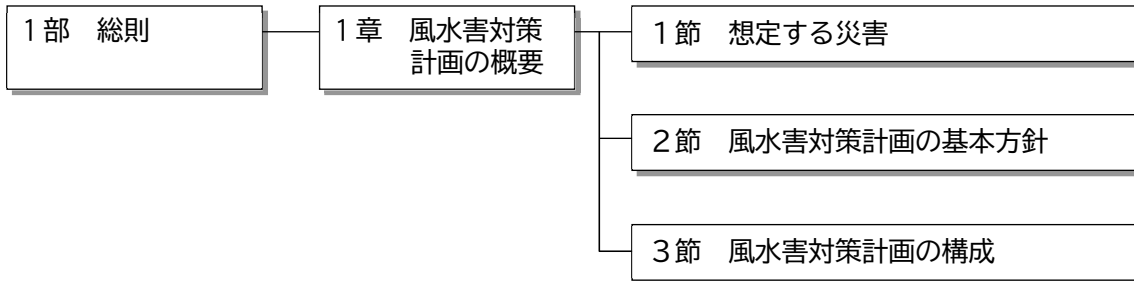 1部 総則
1章 風水害対策
計画の概要
1節 想定する災害
2節 風水害対策計画の基本方針
3節 風水害対策計画の構成